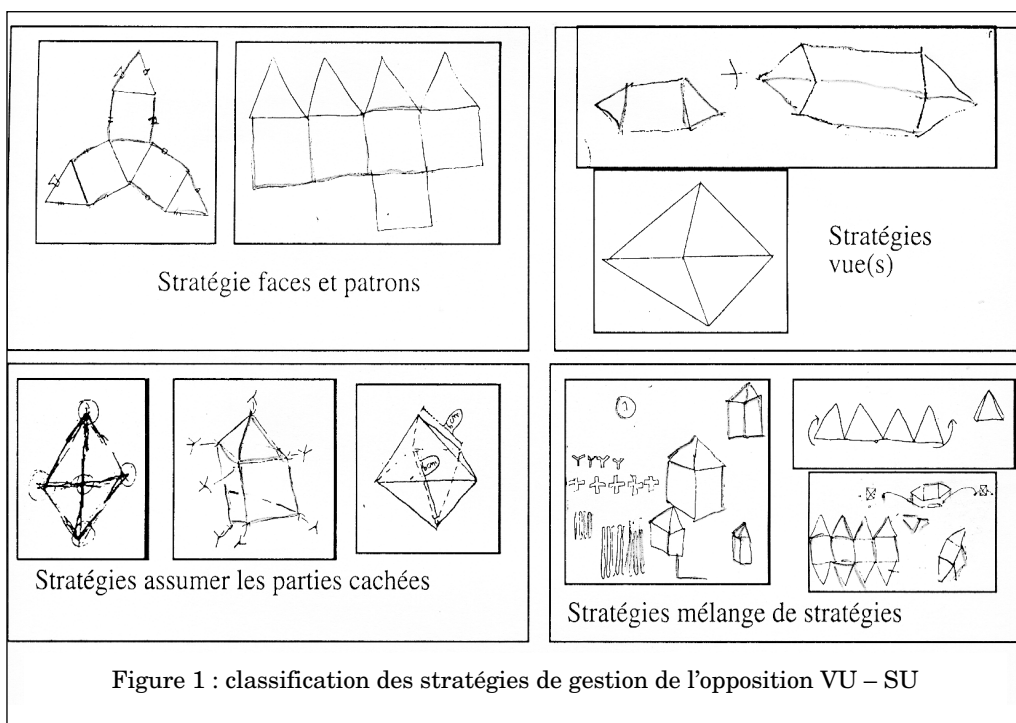 Stratégie faces et patrons
Stratégies
vue(s)
Stratégies assumer les parties cachées
Stratégies mélange de stratégies
Figure 1 : classification des stratégies de gestion de l'opposition VU – SU